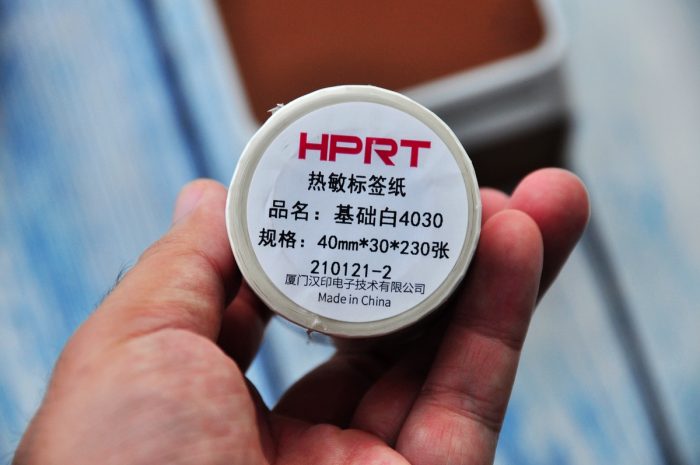 HPRT
热敏标签纸
品名：基础白4030
规格：40mm*30*230张
210121-2
厦门汉印电子技术有限公司
Made in China